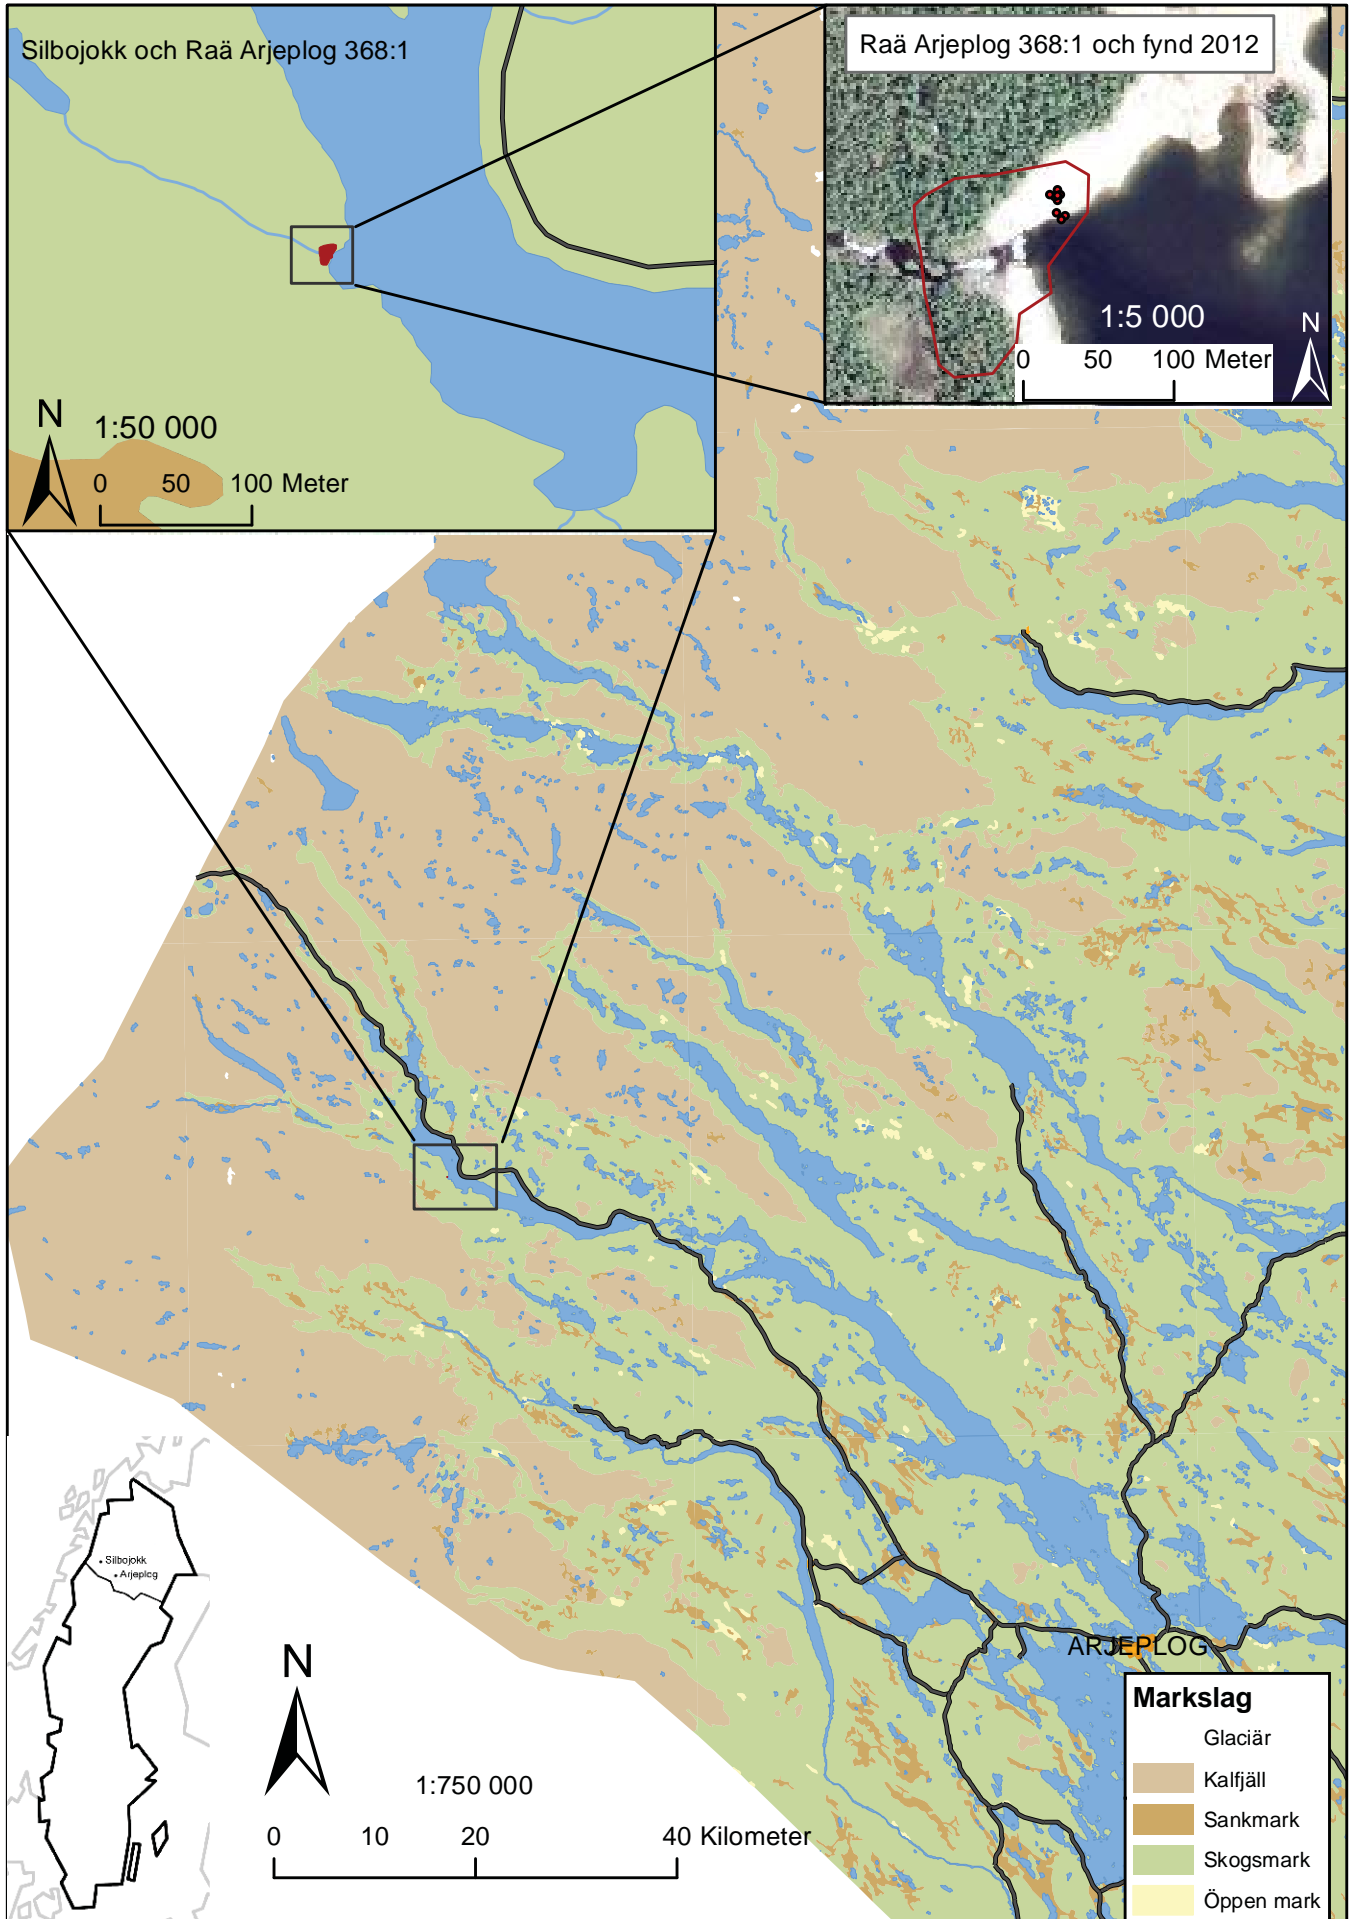 Silbojokk och Raä Arjeplog 368:1
Raä Arjeplog 368:1 och fynd 2012
1:5 000
N
0 50 100 Meter
N
1:50 000
0 50 100 Meter
Silbojokk
Arjeplog
ARJEPLOG
N
1:750 000
0 10 20 40 Kilometer
Markslag
Glaciär
Kalfjäll
Sankmark
Skogsmark
Öppen mark